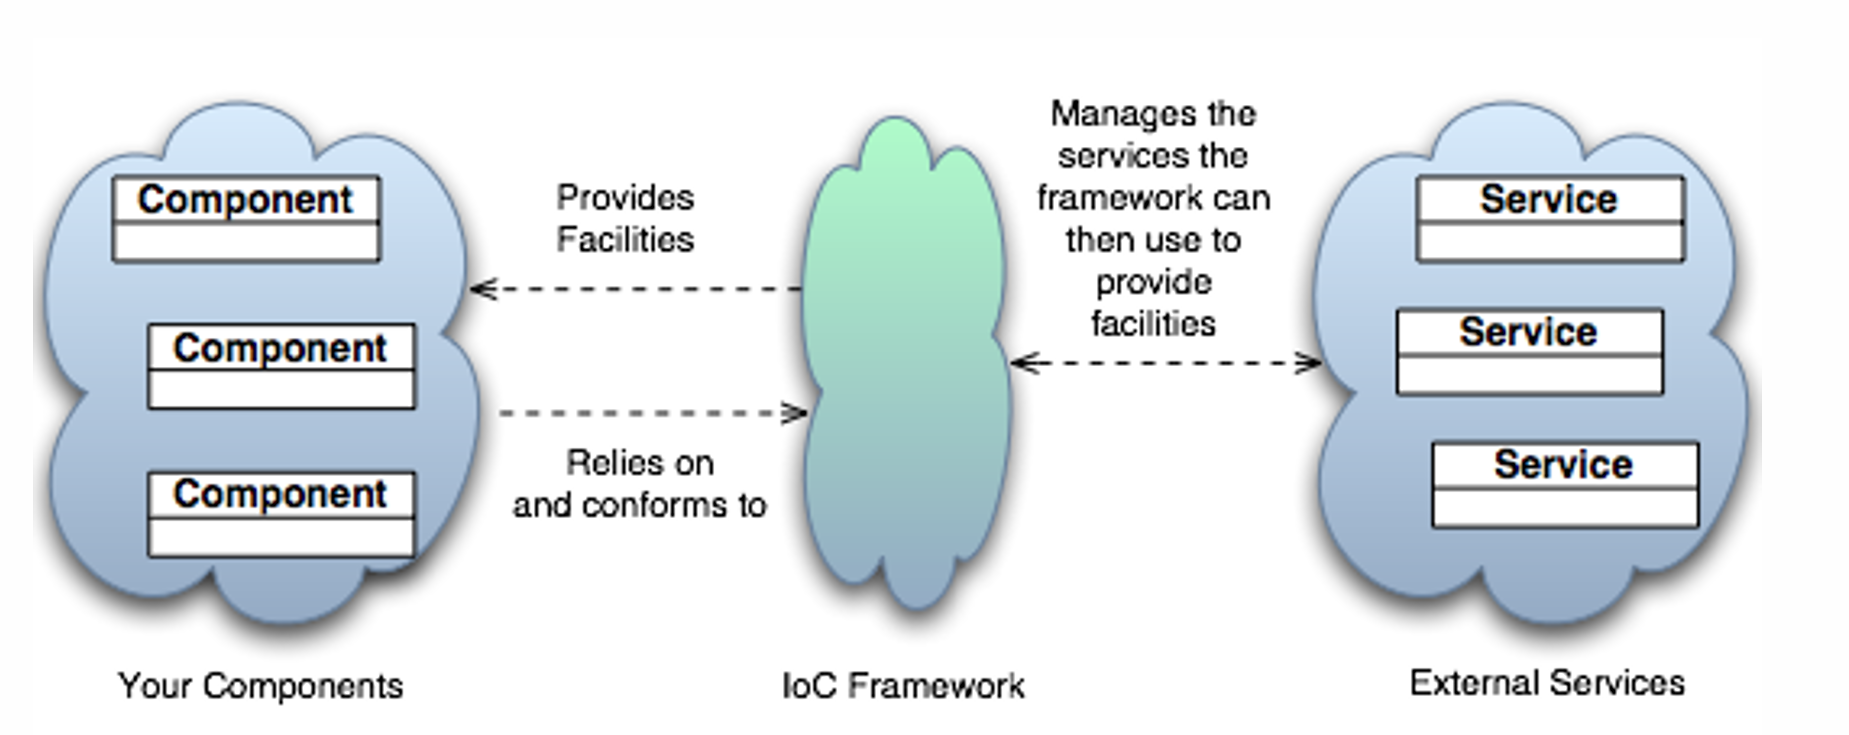 Component
Component
Component
Your Components
Provides
Facilities
Relies on
and conforms to
IoC Framework
Manages the
services the
framework can
then use to
provide
facilities
Service
Service
Service
External Services